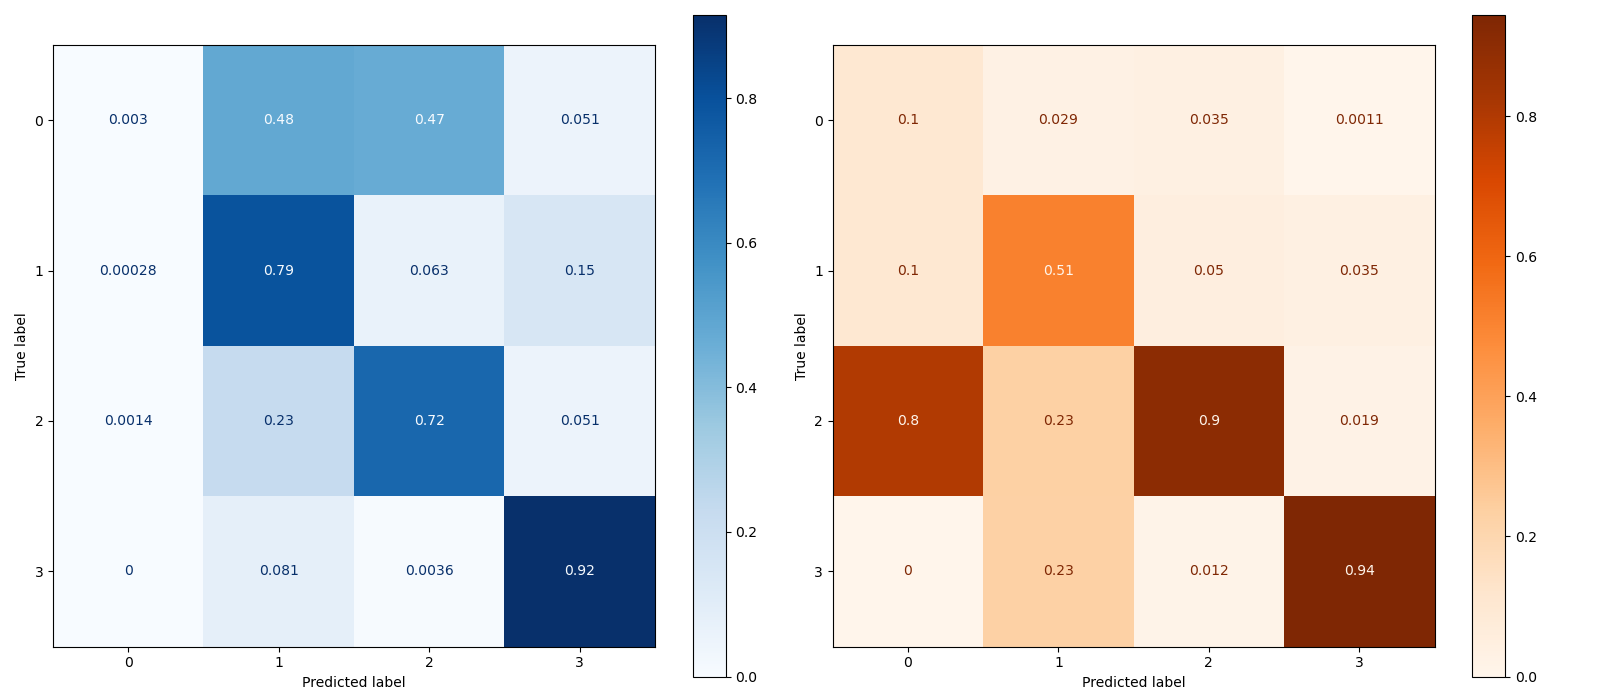 0 0.003 0.48 0.47 0.051
1 0.00028 0.79 0.063 0.15
2 0.0014 0.23 0.72 0.051
3 0 0.081 0.0036 0.92
0 1 2 3
True label
Predicted label
0.8
0.6
0.4
0.2
0.0
0 0.1 0.029 0.035 0.0011
1 0.1 0.51 0.05 0.035
2 0.8 0.23 0.9 0.019
3 0 0.23 0.012 0.94
0 1 2 3
True label
Predicted label
0.8
0.6
0.4
0.2
0.0